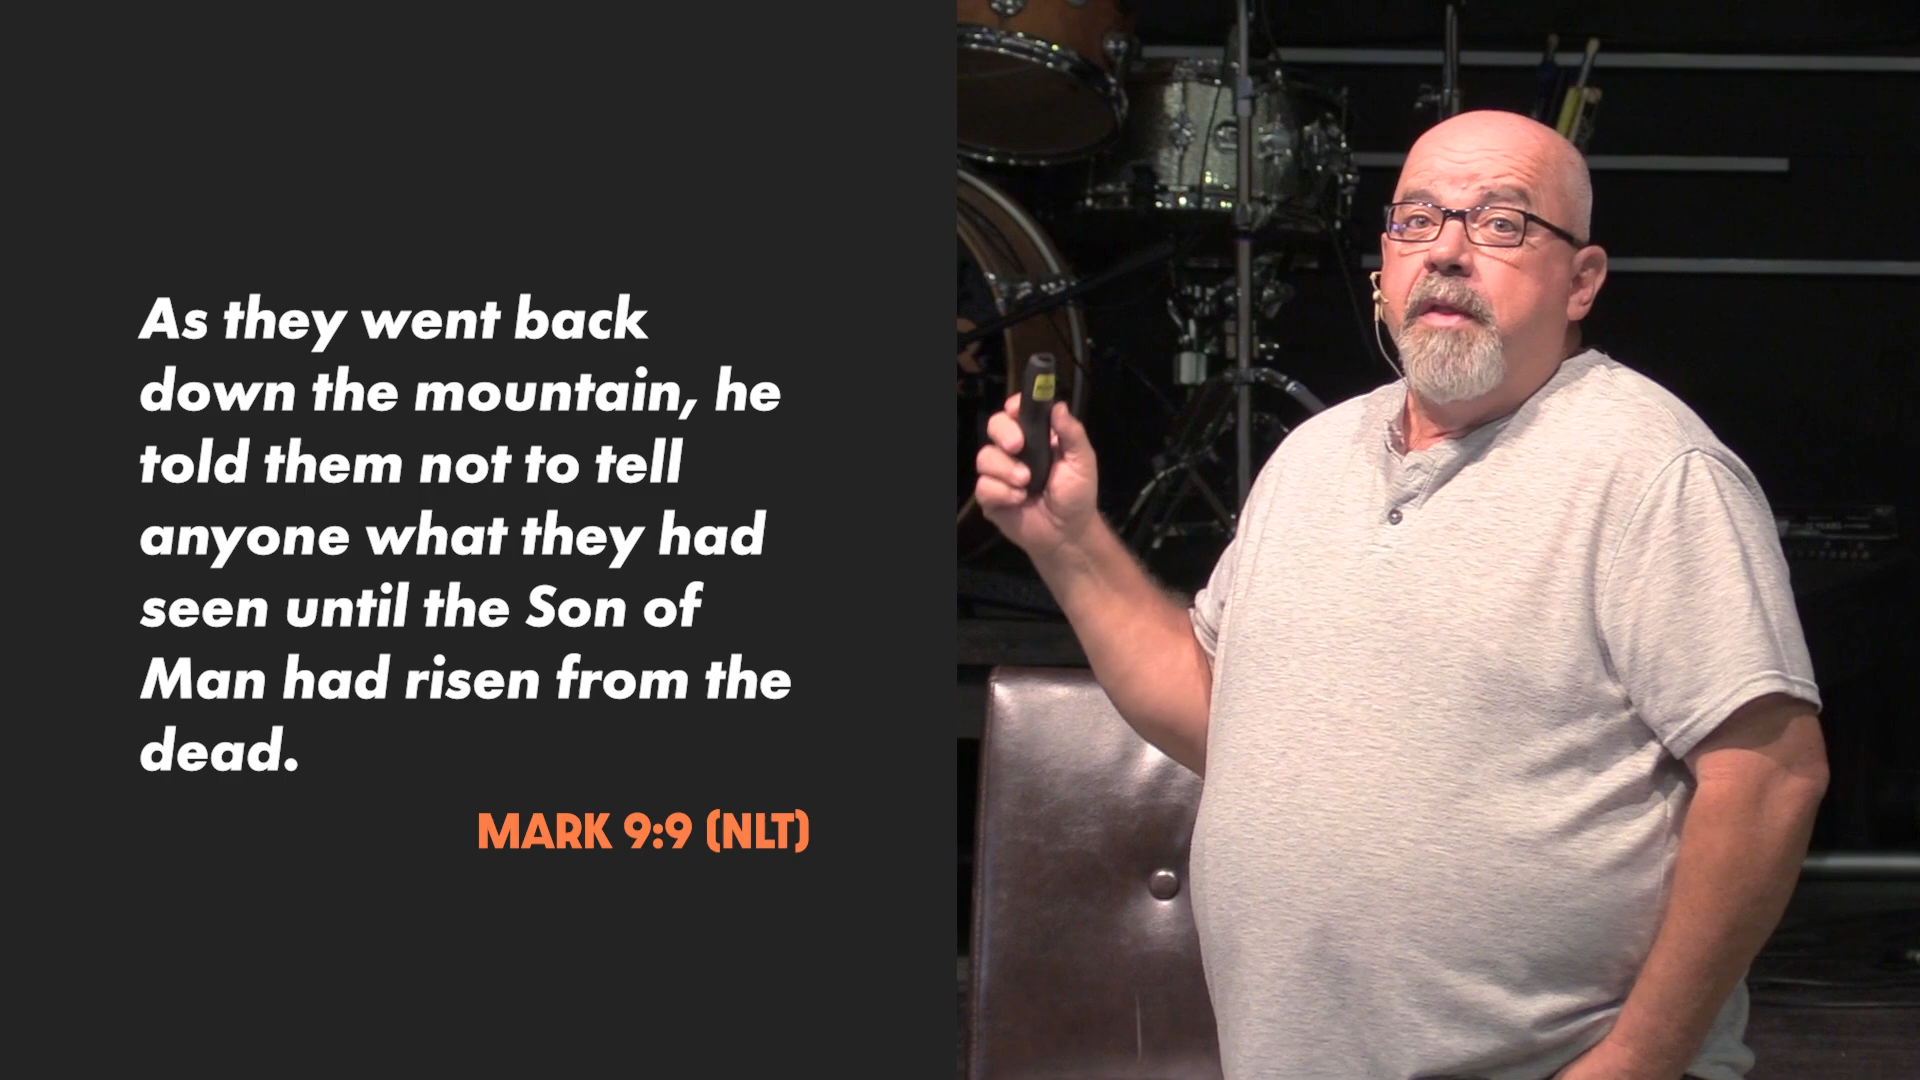 As they went back
down the mountain, he
told them not to tell
anyone what they had
seen until the Son of
Man had risen from the
dead.
MARK 9:9 (NLT)